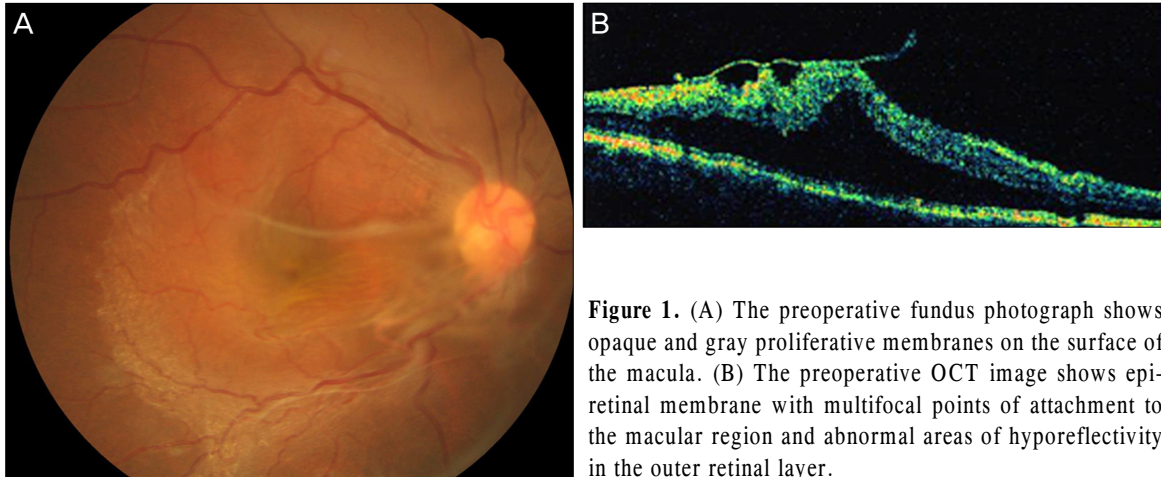 A
B
Figure 1. (A) The preoperative fundus photograph shows
opaque and gray proliferative membranes on the surface of
the macula. (B) The preoperative OCT image shows epi-
retinal membrane with multifocal points of attachment to
the macular region and abnormal areas of hyporeflectivity
in the outer retinal layer.